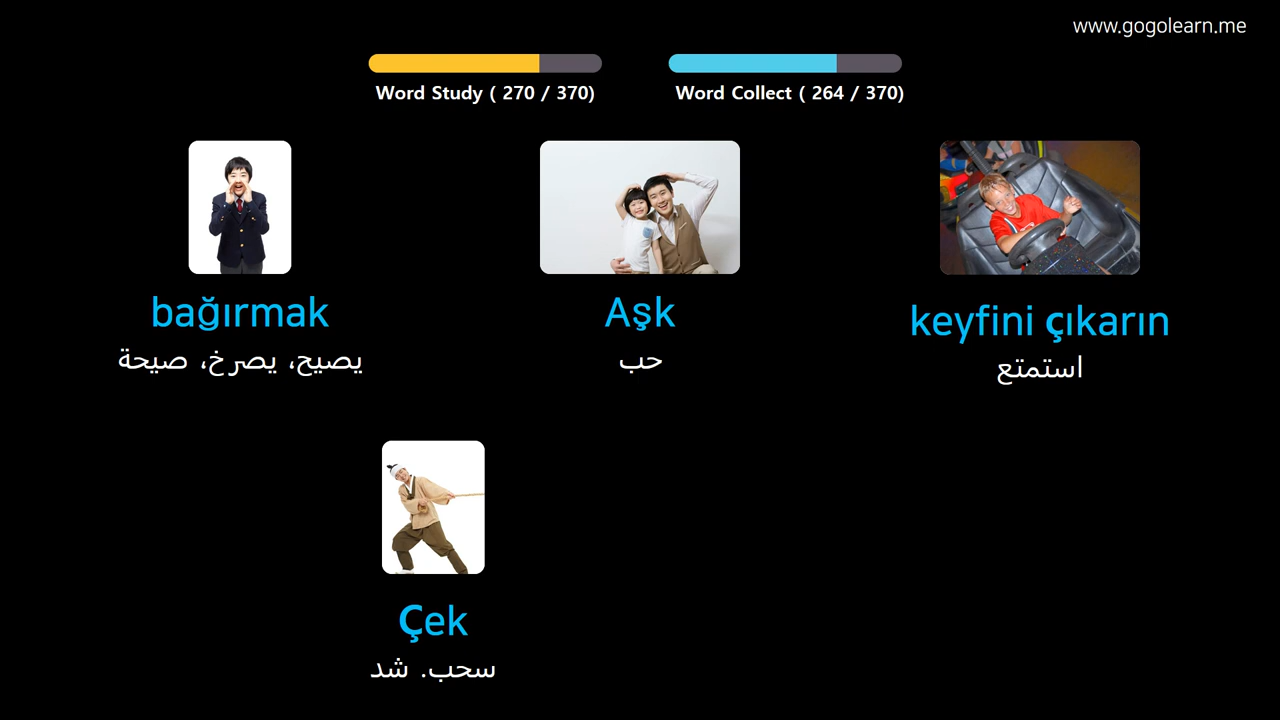 www.gogolearn.me
Word Study ( 270 / 370)
Word Collect ( 264 / 370)
bağırmak
يصيح، يصرخ، صيحة
Aşk
حب
keyfini çıkarın
استمتع
Çek
سحب. شد